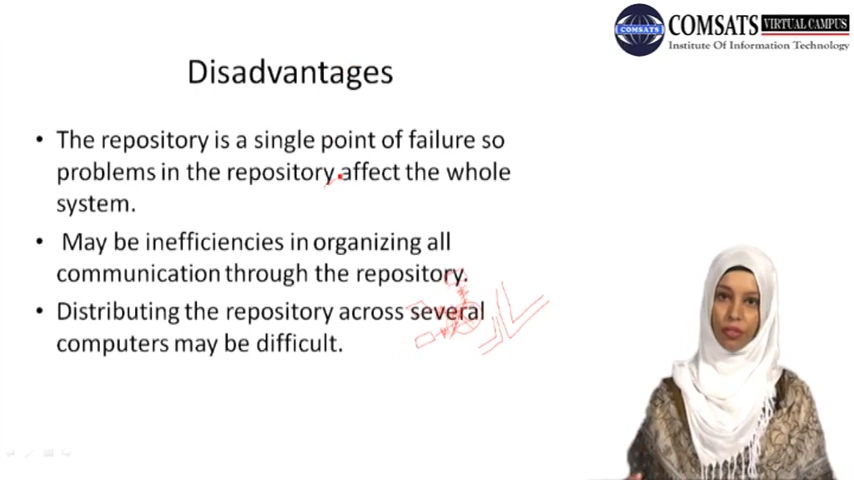 COMSATS
COMSATS VIRTUAL CAMPUS
Institute Of Information Technology
Disadvantages
• The repository is a single point of failure so
problems in the repository affect the whole
system.
• May be inefficiencies in organizing all
communication through the repository.
• Distributing the repository across several
computers may be difficult.